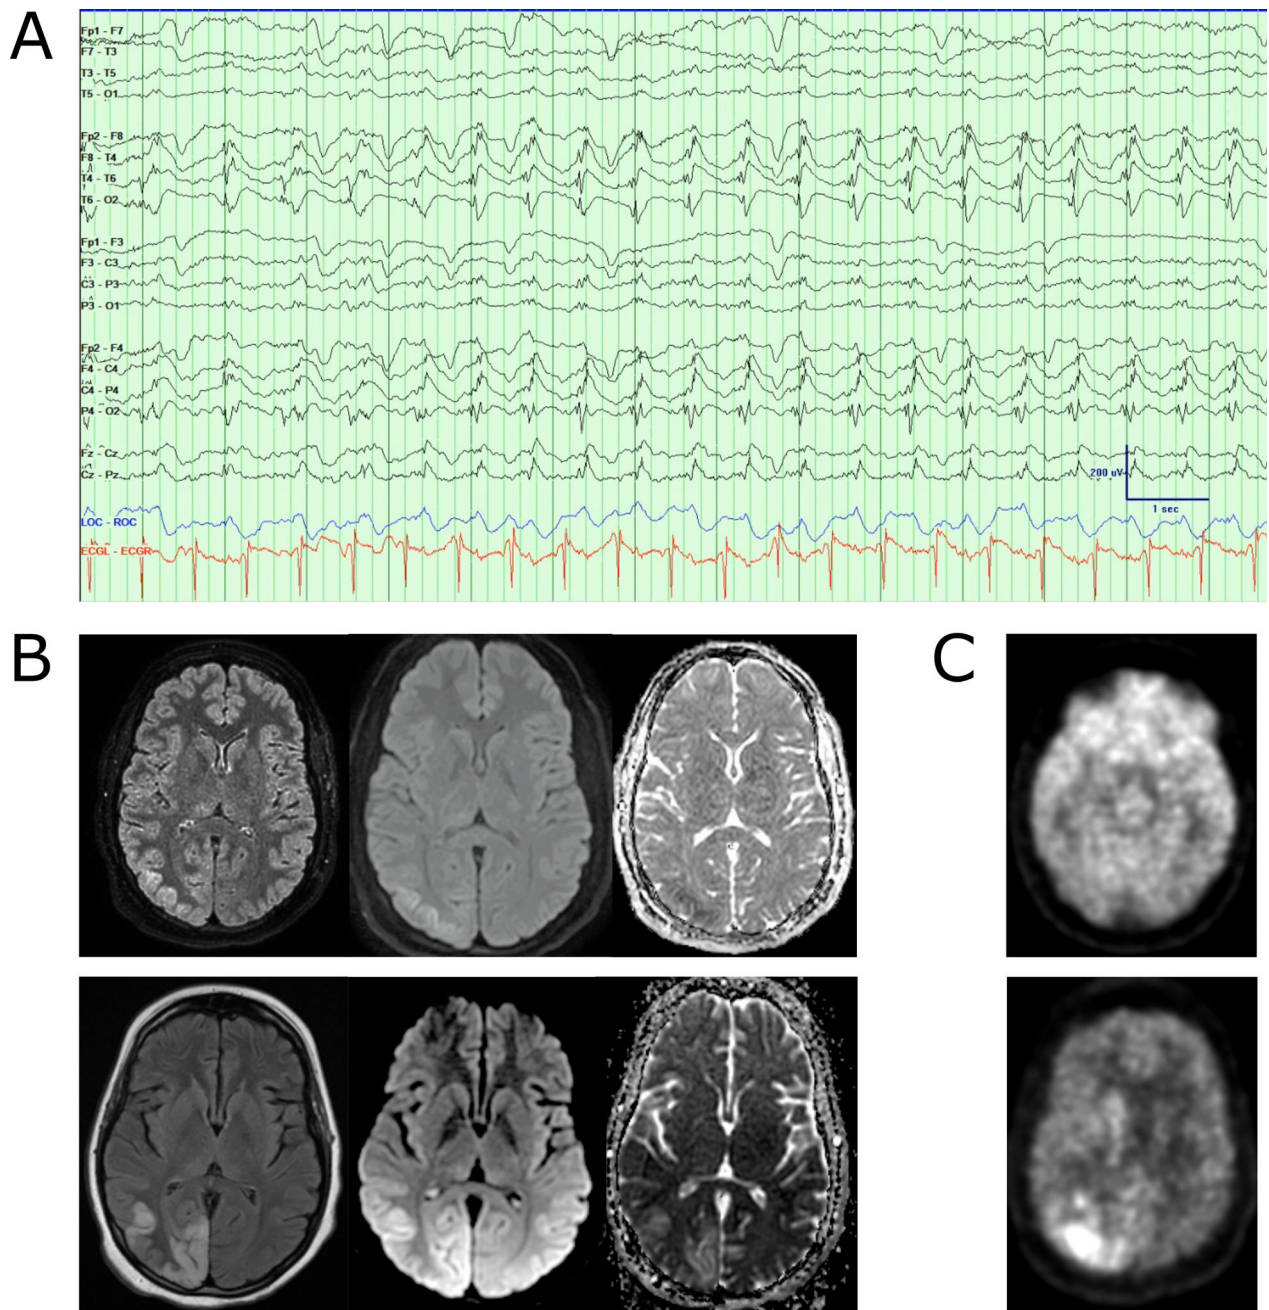 A
Fp1 - F7
F7 - T3
T3 - T5
T5 - O1
Fp2 - F8
F8 - T4
T4 - T6
T6 - O2
Fp1 - F3
F3 - C3
C3 - P3
P3 - O1
Fp2 - F4
F4 - C4
C4 - P4
P4 - O2
Fz - Cz
Cz - Pz
200 uV
1 sec
LOC - ROC
ECGL - ECGR
B
C